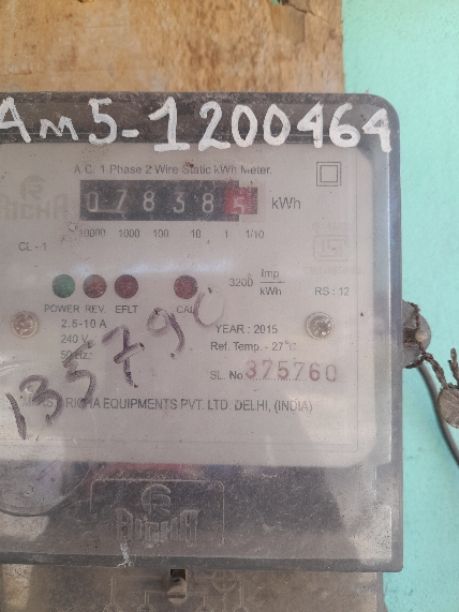 Am5-1200464
A.C. 1 Phase 2 Wire Static kWh Meter.
RICHA
078385 kWh
10000 1000 100 10 1 1/10
CL - 1
3200 Imp/kWh
RS : 12
POWER REV. EFLT CAL
2.5-10 A
240 V.
50 Hz.
YEAR : 2015
Ref. Temp. - 27°C
SL. No. 375760
135790
RICHA EQUIPMENTS PVT. LTD. DELHI, (INDIA)
RICHA